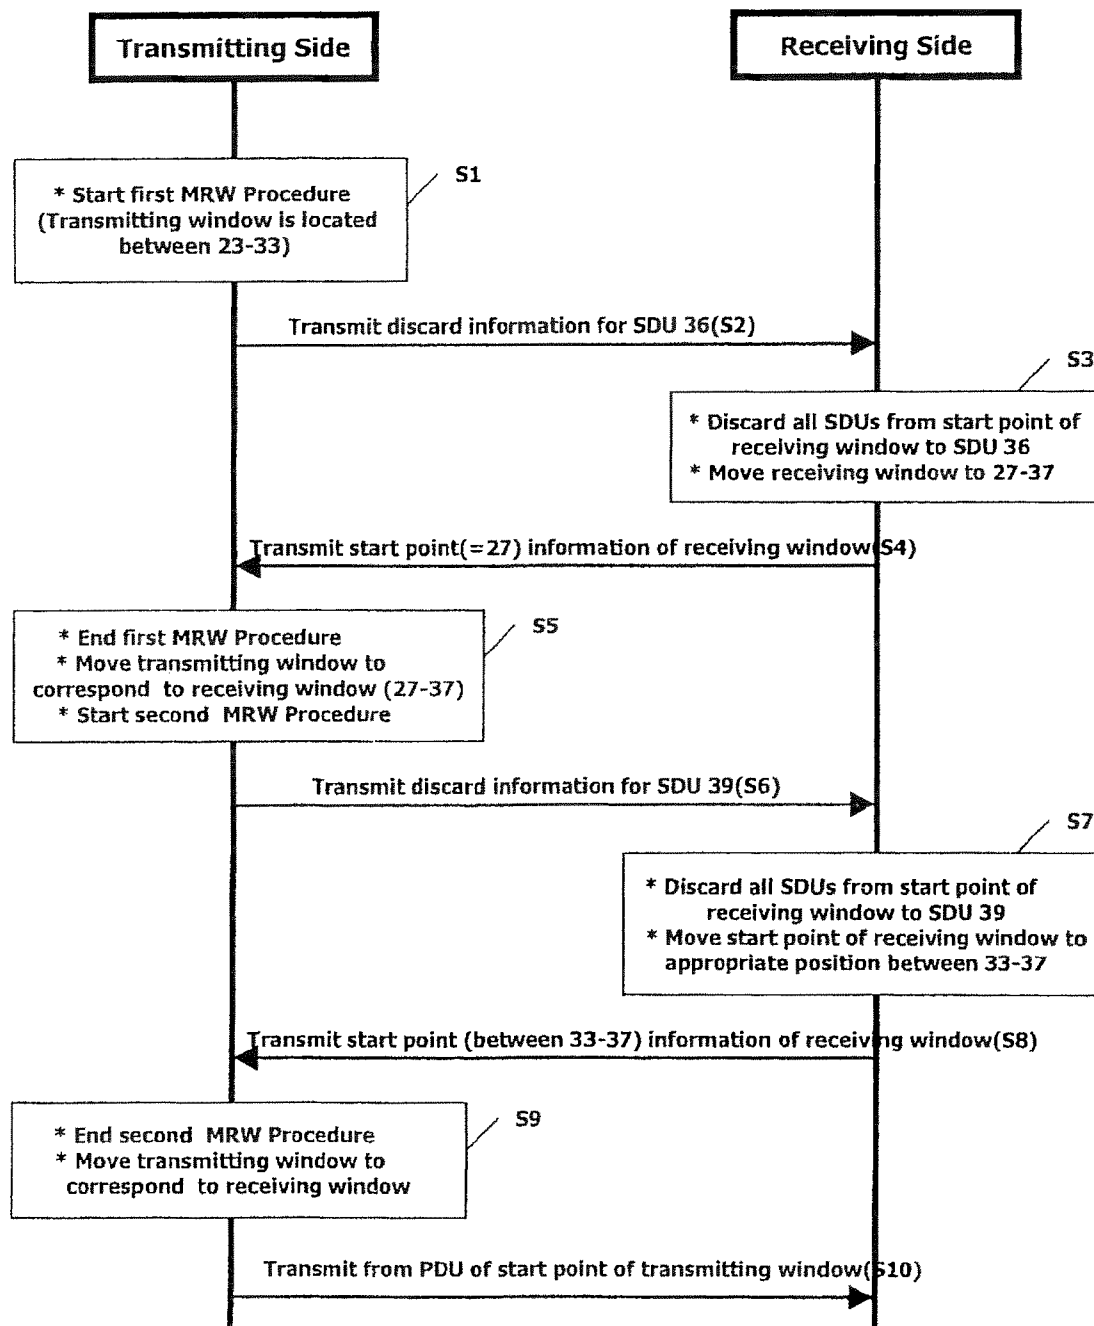 Transmitting Side
Receiving Side
* Start first MRW Procedure
(Transmitting window is located
between 23-33)
S1
Transmit discard information for SDU 36(S2)
S3
* Discard all SDUs from start point of
receiving window to SDU 36
* Move receiving window to 27-37
Transmit start point(=27) information of receiving window(S4)
* End first MRW Procedure
* Move transmitting window to
correspond to receiving window (27-37)
* Start second MRW Procedure
S5
Transmit discard information for SDU 39(S6)
S7
* Discard all SDUs from start point of
receiving window to SDU 39
* Move start point of receiving window to
appropriate position between 33-37
Transmit start point (between 33-37) information of receiving window(S8)
* End second MRW Procedure
* Move transmitting window to
correspond to receiving window
S9
Transmit from PDU of start point of transmitting window(S10)